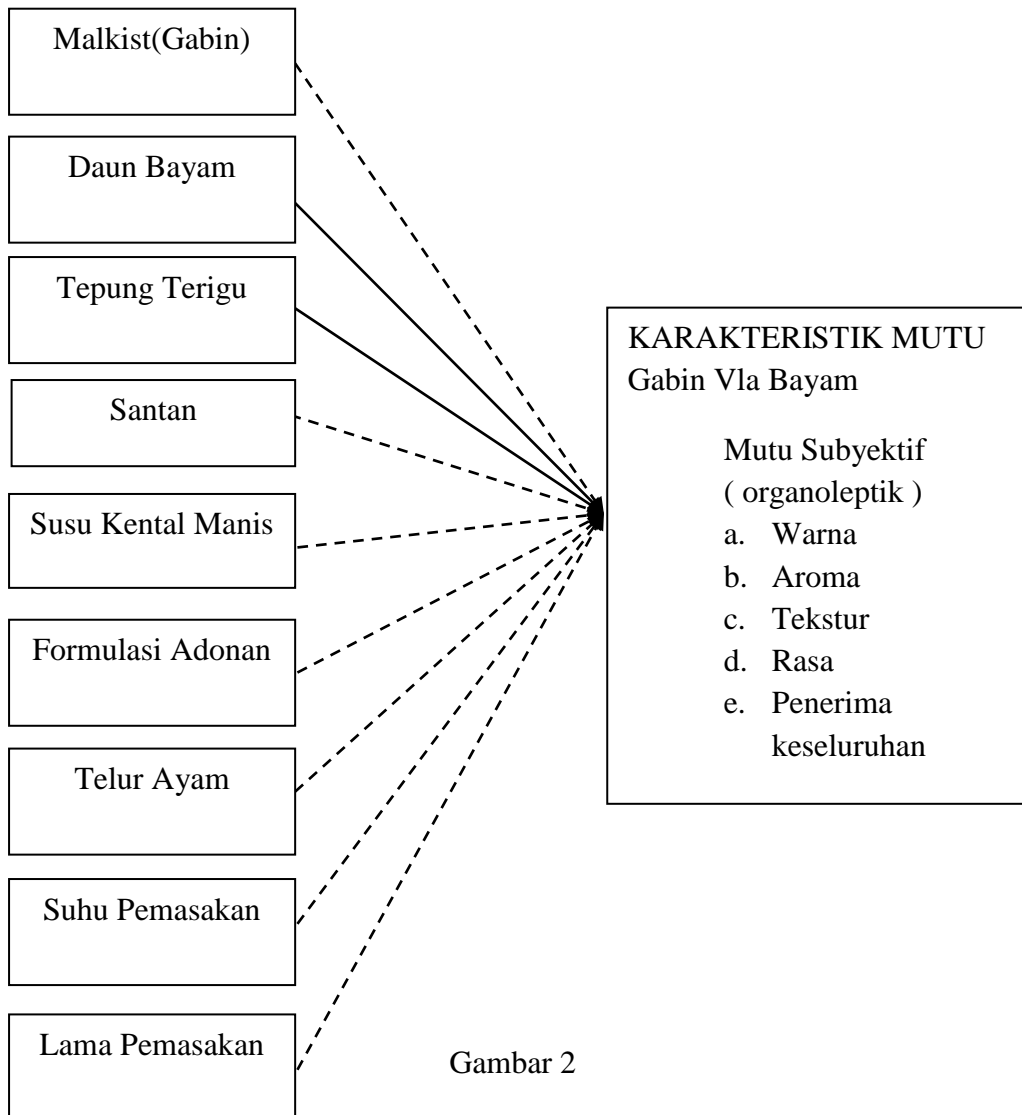 Malkist(Gabin)
Daun Bayam
Tepung Terigu
Santan
Susu Kental Manis
Formulasi Adonan
Telur Ayam
Suhu Pemasakan
Lama Pemasakan
KARAKTERISTIK MUTU
Gabin Vla Bayam
Mutu Subyektif
( organoleptik )
a. Warna
b. Aroma
c. Tekstur
d. Rasa
e. Penerima
keseluruhan
Gambar 2